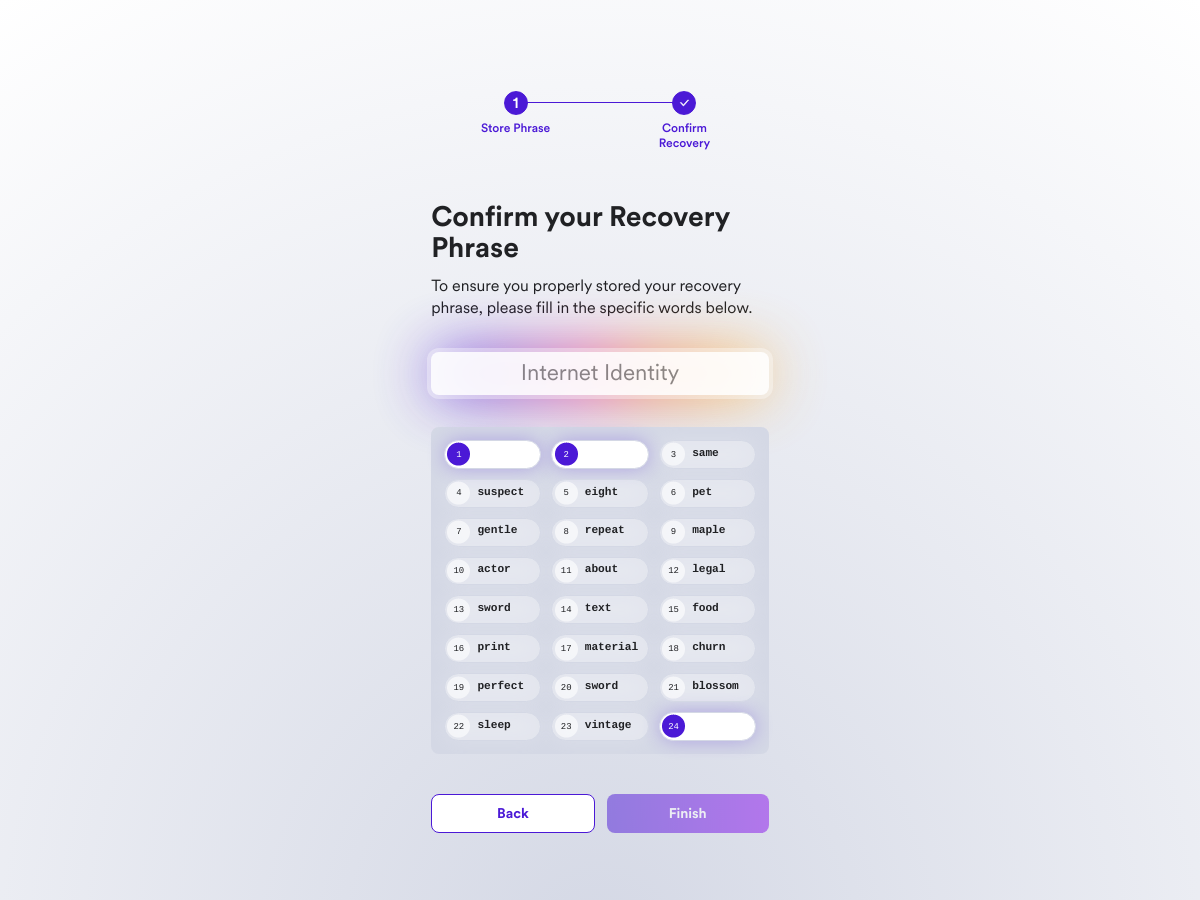 1
Store Phrase
Confirm
Recovery
Confirm your Recovery
Phrase
To ensure you properly stored your recovery
phrase, please fill in the specific words below.
Internet Identity
1 2 3 same
4 suspect 5 eight 6 pet
7 gentle 8 repeat 9 maple
10 actor 11 about 12 legal
13 sword 14 text 15 food
16 print 17 material 18 churn
19 perfect 20 sword 21 blossom
22 sleep 23 vintage 24
Back Finish